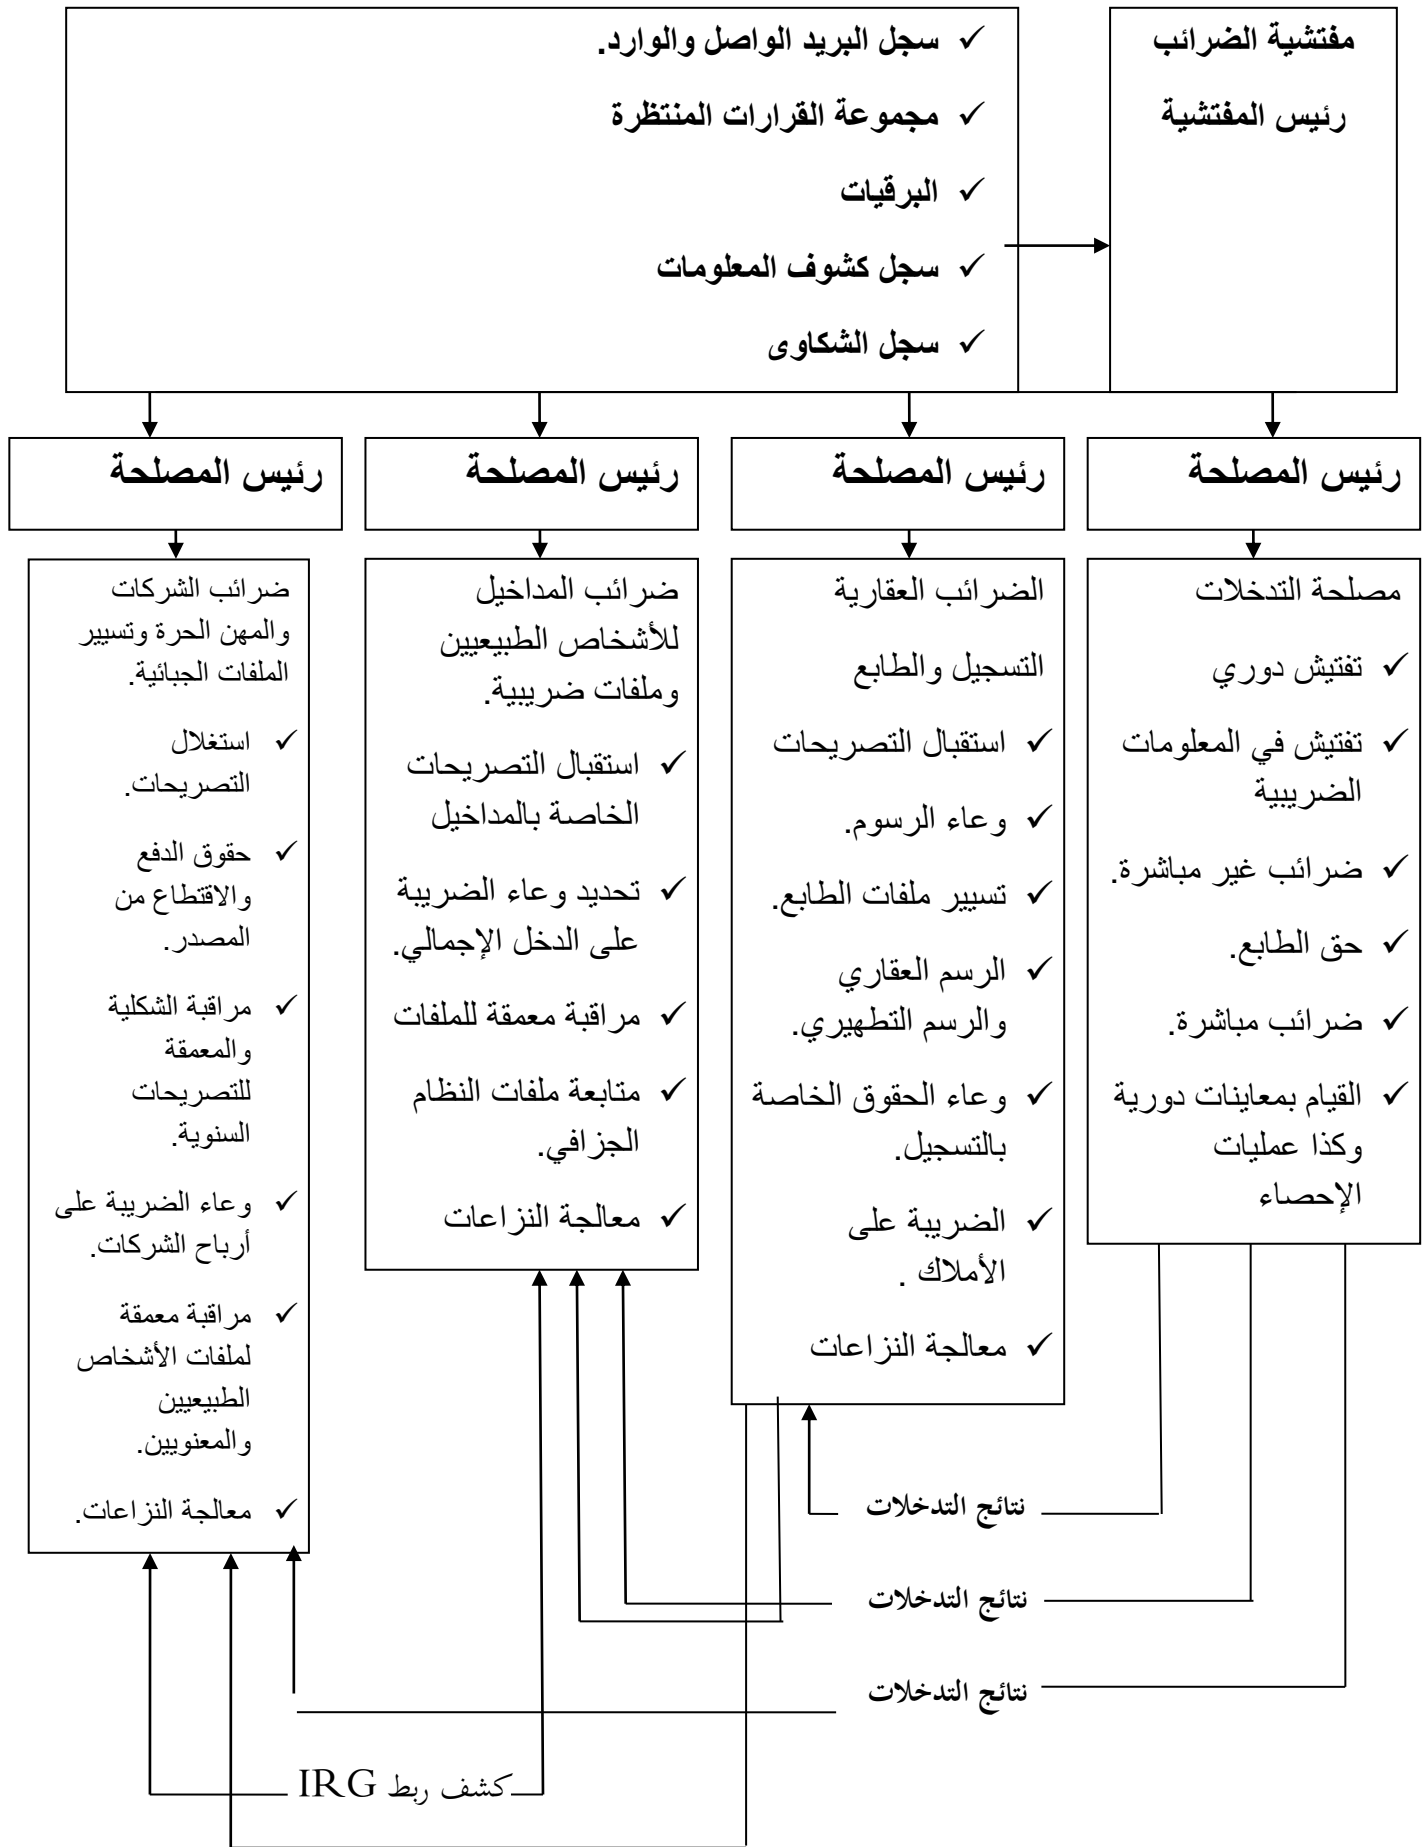 مفتشية الضرائب
رئيس المفتشية
✓ سجل البريد الواصل والوارد.
✓ مجموعة القرارات المنتظرة
✓ البرقيات
✓ سجل كشوف المعلومات
✓ سجل الشكاوى
رئيس المصلحة
رئيس المصلحة
رئيس المصلحة
رئيس المصلحة
مصلحة التدخلات
✓ تفتيش دوري
✓ تفتيش في المعلومات
الضريبية
✓ ضرائب غير مباشرة.
✓ حق الطابع.
✓ ضرائب مباشرة.
✓ القيام بمعاينات دورية
وكذا عمليات
الإحصاء
الضرائب العقارية
التسجيل والطابع
✓ استقبال التصريحات
✓ وعاء الرسوم.
✓ تسيير ملفات الطابع.
✓ الرسم العقاري
والرسم التطهيري.
✓ وعاء الحقوق الخاصة
بالتسجيل.
✓ الضريبة على
الأملاك .
✓ معالجة النزاعات
ضرائب المداخيل
للأشخاص الطبيعيين
وملفات ضريبية.
✓ استقبال التصريحات
الخاصة بالمداخيل
✓ تحديد وعاء الضريبة
على الدخل الإجمالي.
✓ مراقبة معمقة للملفات
✓ متابعة ملفات النظام
الجزافي.
✓ معالجة النزاعات
ضرائب الشركات
والمهن الحرة وتسيير
الملفات الجبائية.
✓ استغلال
التصريحات.
✓ حقوق الدفع
والاقتطاع من
المصدر.
✓ مراقبة الشكلية
والمعمقة
للتصريحات
السنوية.
✓ وعاء الضريبة على
أرباح الشركات.
✓ مراقبة معمقة
لملفات الأشخاص
الطبيعيين
والمعنويين.
✓ معالجة النزاعات.
نتائج التدخلات
نتائج التدخلات
نتائج التدخلات
كشف ربط IRG